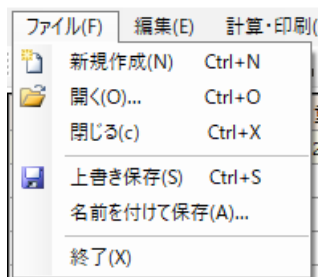 ファイル(F) 編集(E) 計算・印刷(
新規作成(N) Ctrl+N
開く(O)... Ctrl+O
閉じる(c) Ctrl+X
上書き保存(S) Ctrl+S
名前を付けて保存(A)...
終了(X)